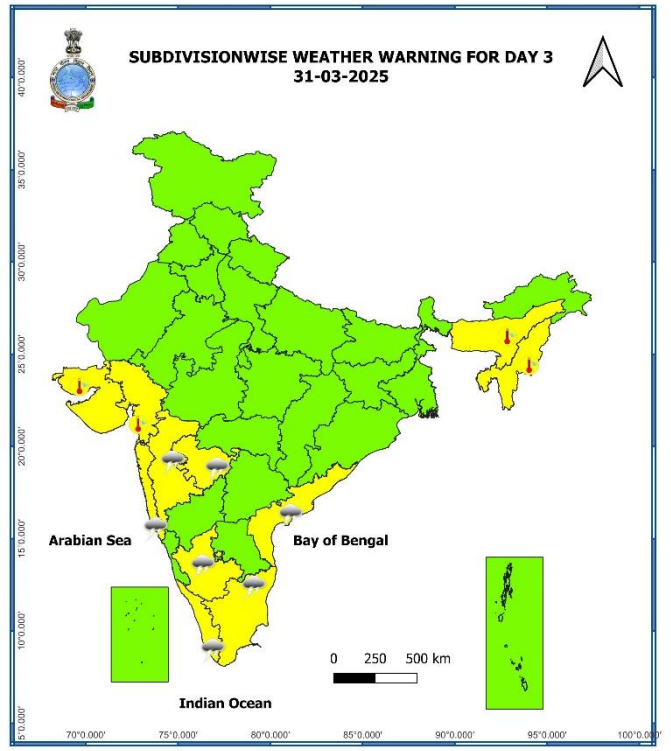 SUBDIVISIONWISE WEATHER WARNING FOR DAY 3
31-03-2025
40°0.000'
35°0.000'
30°0.000'
25°0.000'
20°0.000'
Arabian Sea
Bay of Bengal
15°0.000'
10°0.000'
0 250 500 km
Indian Ocean
5°0.000'
70°0.000' 75°0.000' 80°0.000' 85°0.000' 90°0.000' 95°0.000' 100°0.000'